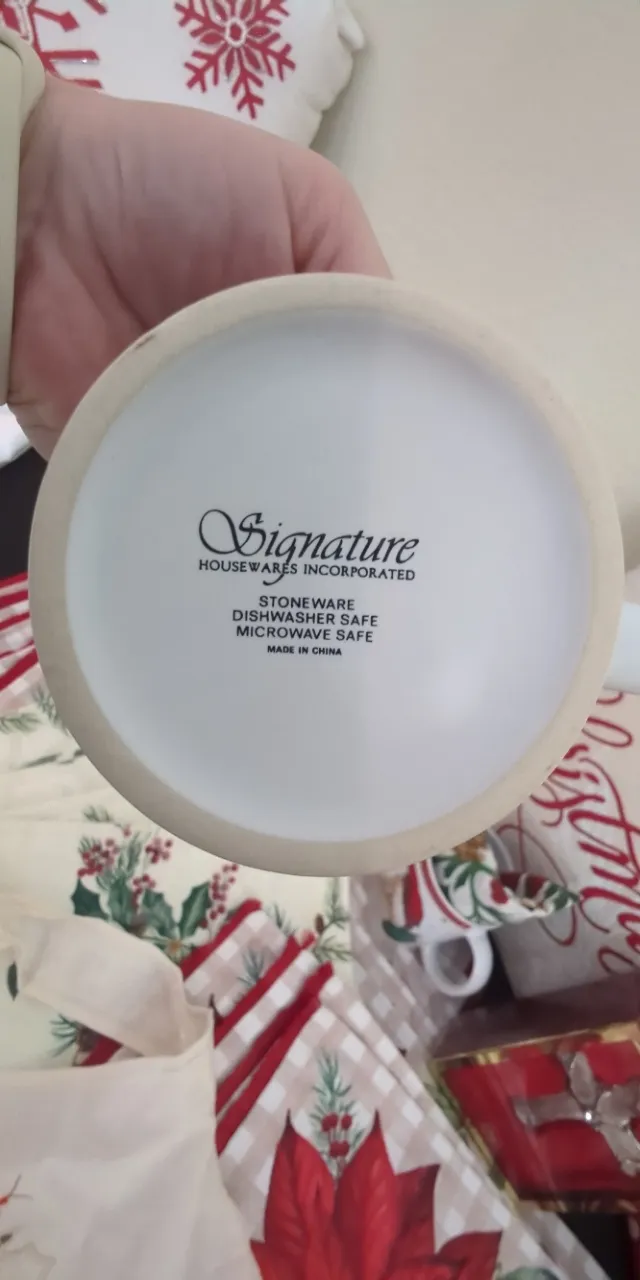 Signature
HOUSEWARES INCORPORATED
STONEWARE
DISHWASHER SAFE
MICROWAVE SAFE
MADE IN CHINA